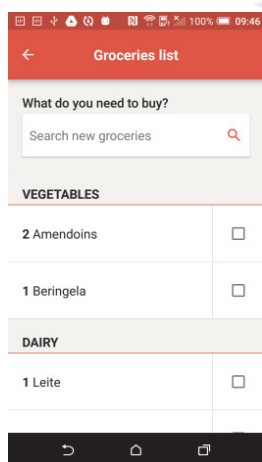 100% 09:46
Groceries list
What do you need to buy?
Search new groceries
VEGETABLES
2 Amendoins
1 Beringela
DAIRY
1 Leite